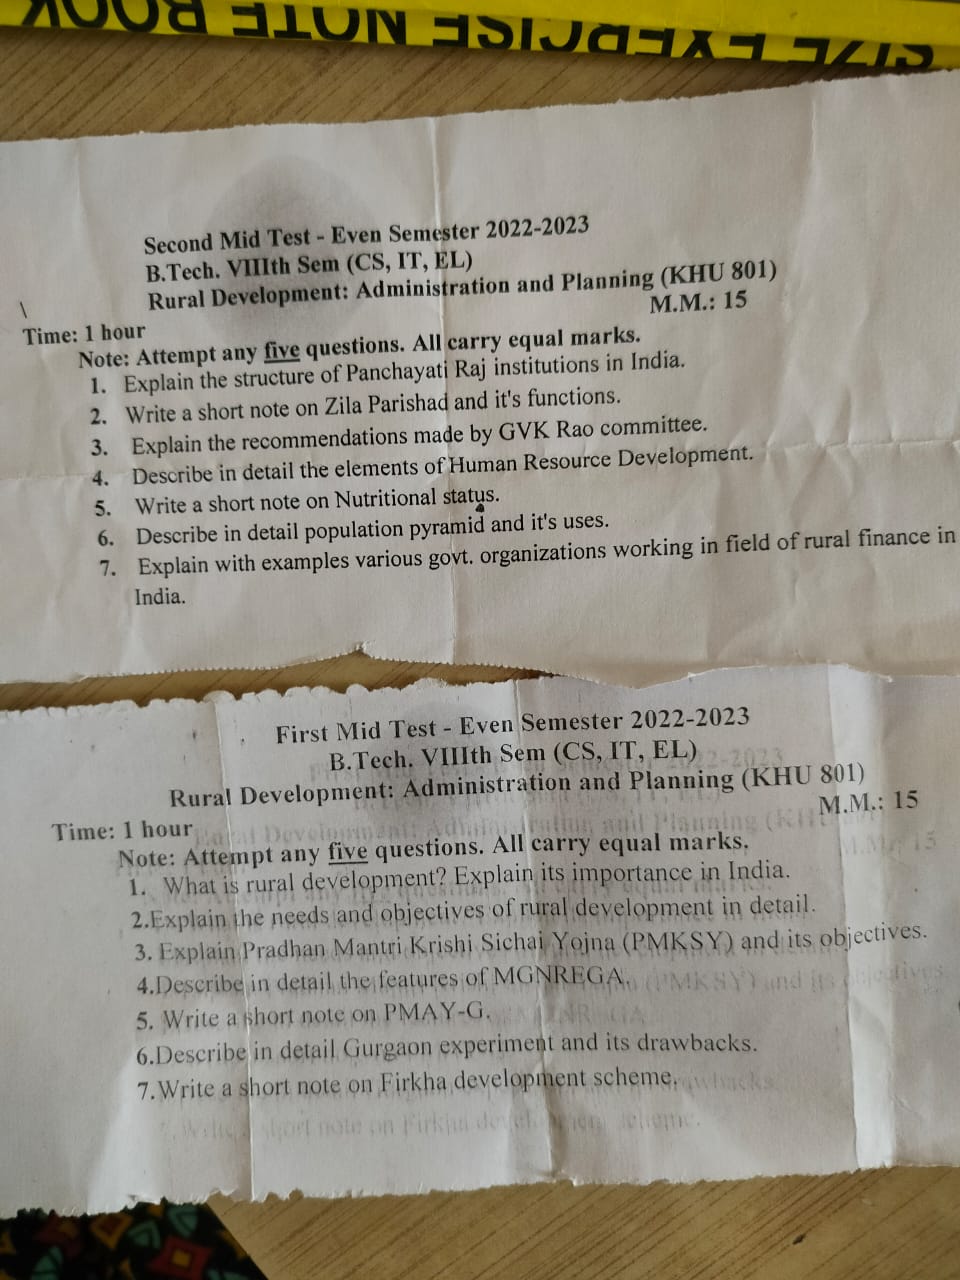 SIZE EXERCISE NOTE BOOK
Second Mid Test - Even Semester 2022-2023
B.Tech. VIIIth Sem (CS, IT, EL)
Rural Development: Administration and Planning (KHU 801)
M.M.: 15
Time: 1 hour
Note: Attempt any five questions. All carry equal marks.
1. Explain the structure of Panchayati Raj institutions in India.
2. Write a short note on Zila Parishad and it's functions.
3. Explain the recommendations made by GVK Rao committee.
4. Describe in detail the elements of Human Resource Development.
5. Write a short note on Nutritional status.
6. Describe in detail population pyramid and it's uses.
7. Explain with examples various govt. organizations working in field of rural finance in
India.
First Mid Test - Even Semester 2022-2023
B.Tech. VIIIth Sem (CS, IT, EL)
Rural Development: Administration and Planning (KHU 801)
M.M.: 15
Time: 1 hour
Note: Attempt any five questions. All carry equal marks.
1. What is rural development? Explain its importance in India.
2.Explain the needs and objectives of rural development in detail.
3. Explain Pradhan Mantri Krishi Sichai Yojna (PMKSY) and its objectives.
4.Describe in detail the features of MGNREGA.
5. Write a short note on PMAY-G.
6.Describe in detail Gurgaon experiment and its drawbacks.
7.Write a short note on Firkha development scheme.